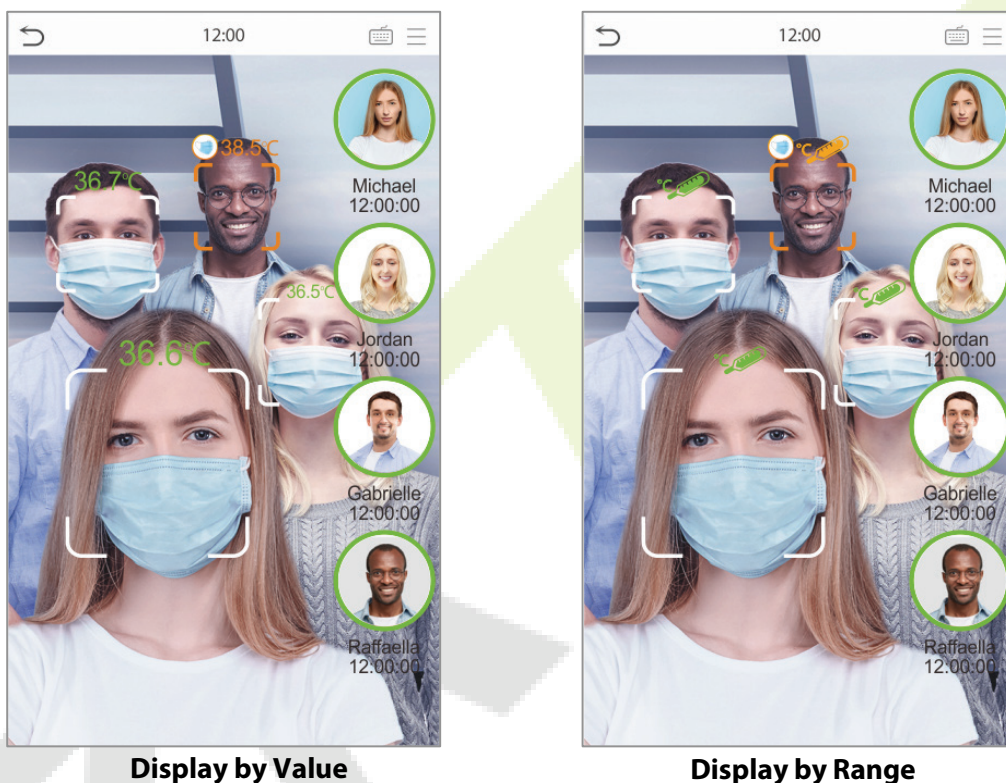 12:00
38.5°C
36.7°C
36.5°C
36.6°C
Michael
12:00:00
Jordan
12:00:00
Gabrielle
12:00:00
Raffaella
12:00:00
Display by Value
12:00
°C
°C
°C
°C
Michael
12:00:00
Jordan
12:00:00
Gabrielle
12:00:00
Raffaella
12:00:00
Display by Range